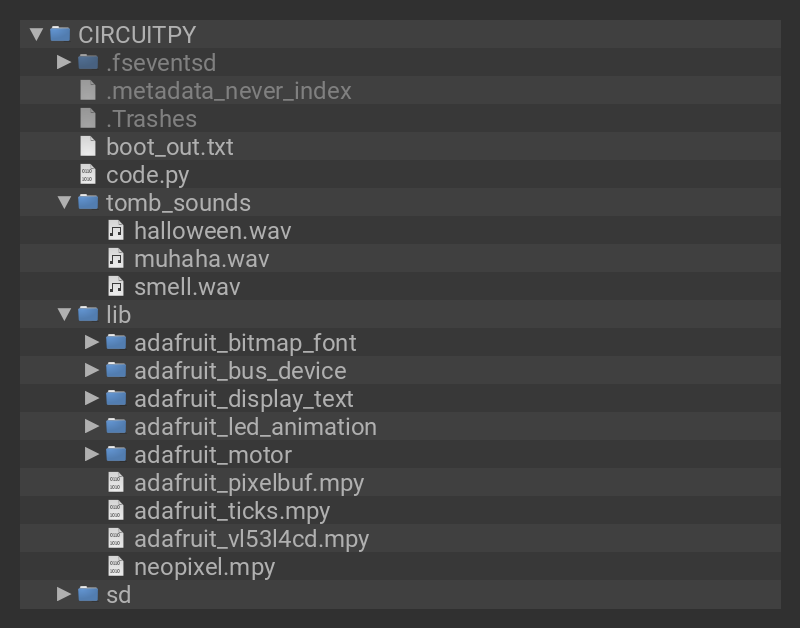 CIRCUITPY
.fseventsd
.metadata_never_index
.Trashes
boot_out.txt
code.py
tomb_sounds
halloween.wav
muhaha.wav
smell.wav
lib
adafruit_bitmap_font
adafruit_bus_device
adafruit_display_text
adafruit_led_animation
adafruit_motor
adafruit_pixelbuf.mpy
adafruit_ticks.mpy
adafruit_vl53l4cd.mpy
neopixel.mpy
sd